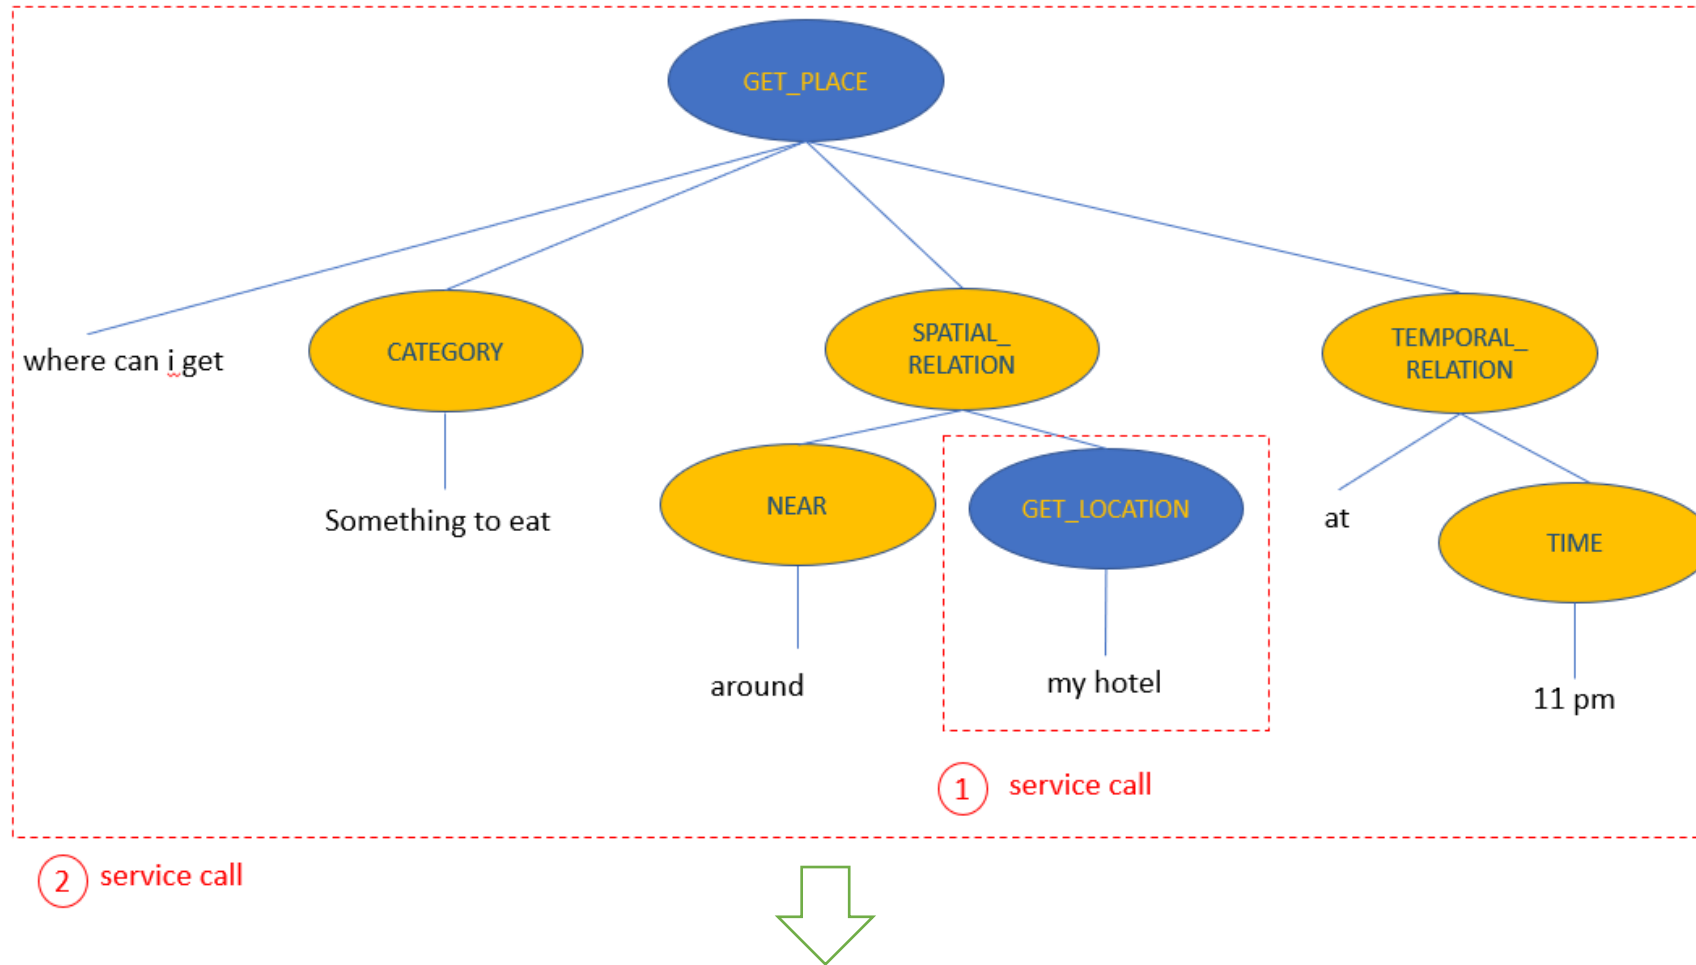 GET_PLACE
where can i get
CATEGORY
SPATIAL_
RELATION
TEMPORAL_
RELATION
Something to eat
NEAR
GET_LOCATION
at
TIME
around
my hotel
11 pm
1 service call
2 service call